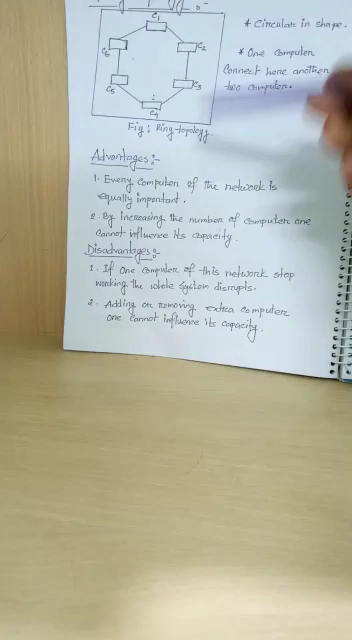 C1
C6
C2
C5
C3
C4
Fig: Ring topology.
* Circular in shape.
* One computer
connect here another
two computer.
Advantages:-
1. Every computer of the network is
equally important.
2. By increasing the number of computer one
cannot influence its capacity.
Disadvantages:-
1. If one computer of this network stop
working the whole system disrupts.
2. Adding or removing extra computer
one cannot influence its capacity.